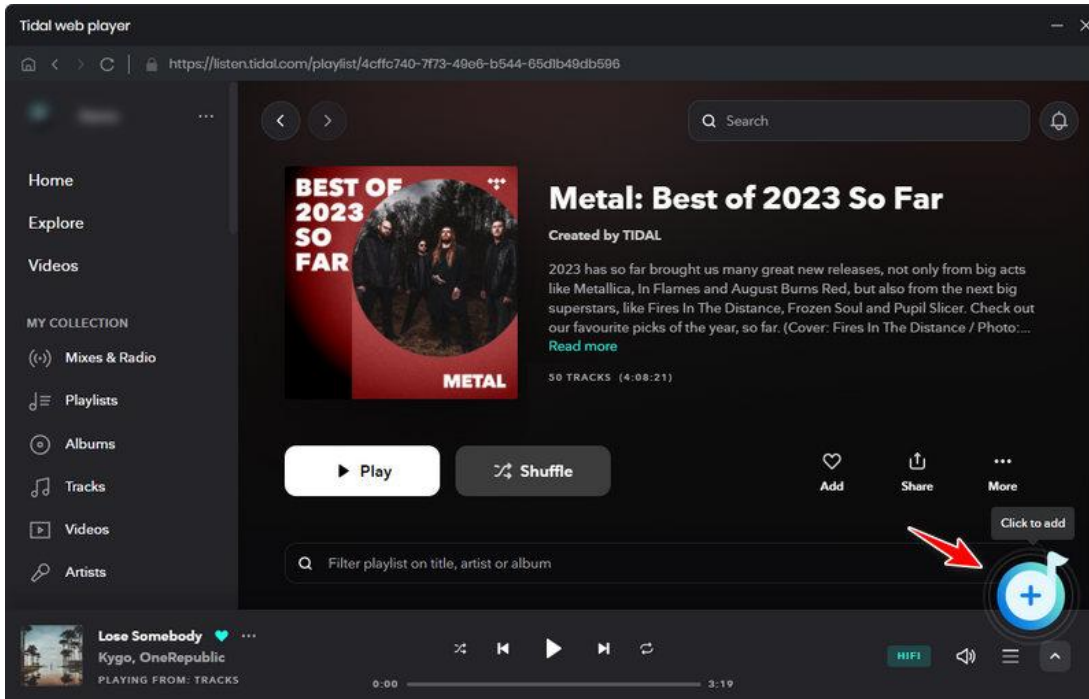 Tidal web player
https://listen.tidal.com/playlist/4cffc740-7f73-49e6-b544-65d1b49db596
Search
Home
Explore
Videos
MY COLLECTION
Mixes & Radio
Playlists
Albums
Tracks
Videos
Artists
BEST OF
2023
SO
FAR
METAL
Metal: Best of 2023 So Far
Created by TIDAL
2023 has so far brought us many great new releases, not only from big acts
like Metallica, In Flames and August Burns Red, but also from the next big
superstars, like Fires In The Distance, Frozen Soul and Pupil Slicer. Check out
our favourite picks of the year, so far. (Cover: Fires In The Distance / Photo:...
Read more
50 TRACKS (4:08:21)
Play
Shuffle
Add
Share
More
Click to add
Filter playlist on title, artist or album
Lose Somebody
Kygo, OneRepublic
PLAYING FROM: TRACKS
0:00
3:19
HIFI